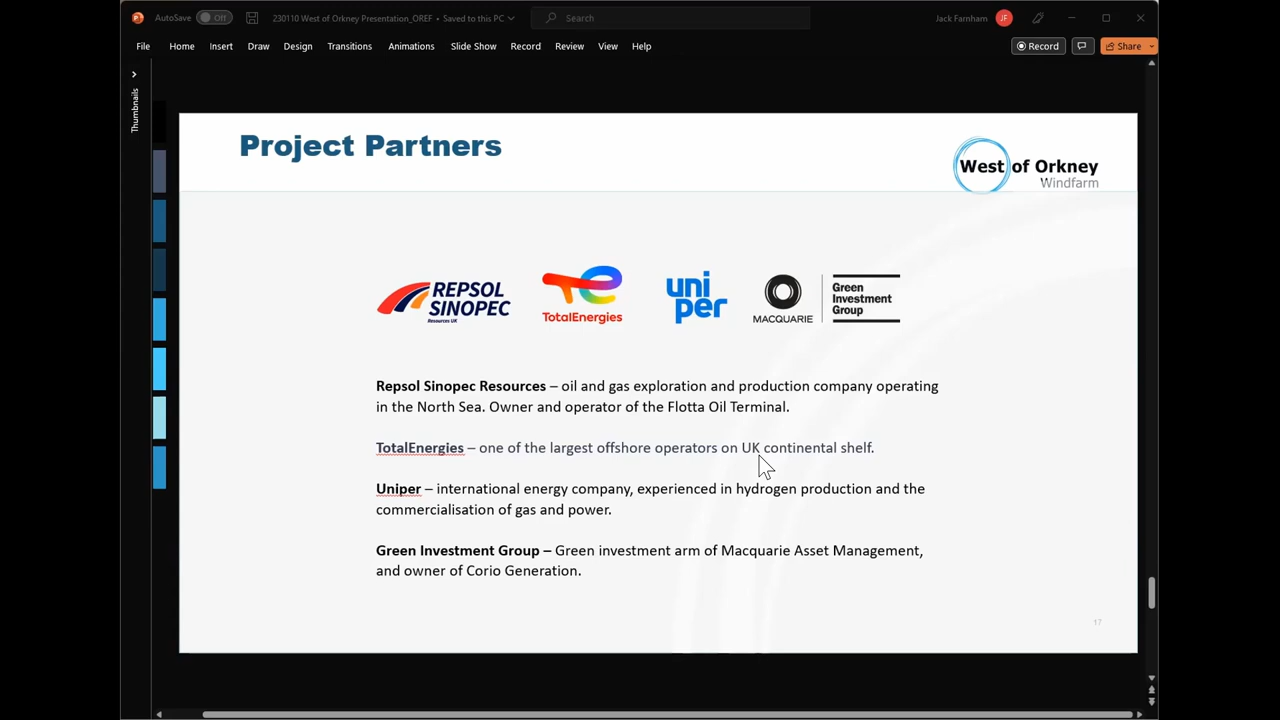 AutoSave Off 230110 West of Orkney Presentation_OREF • Saved to this PC Search Jack Farnham JF
File Home Insert Draw Design Transitions Animations Slide Show Record Review View Help Record Share
Thumbnails
Project Partners
West of Orkney
Windfarm
REPSOL
SINOPEC
Resources UK
TotalEnergies
uni
per
MACQUARIE
Green
Investment
Group
Repsol Sinopec Resources – oil and gas exploration and production company operating
in the North Sea. Owner and operator of the Flotta Oil Terminal.
TotalEnergies – one of the largest offshore operators on UK continental shelf.
Uniper – international energy company, experienced in hydrogen production and the
commercialisation of gas and power.
Green Investment Group – Green investment arm of Macquarie Asset Management,
and owner of Corio Generation.
17